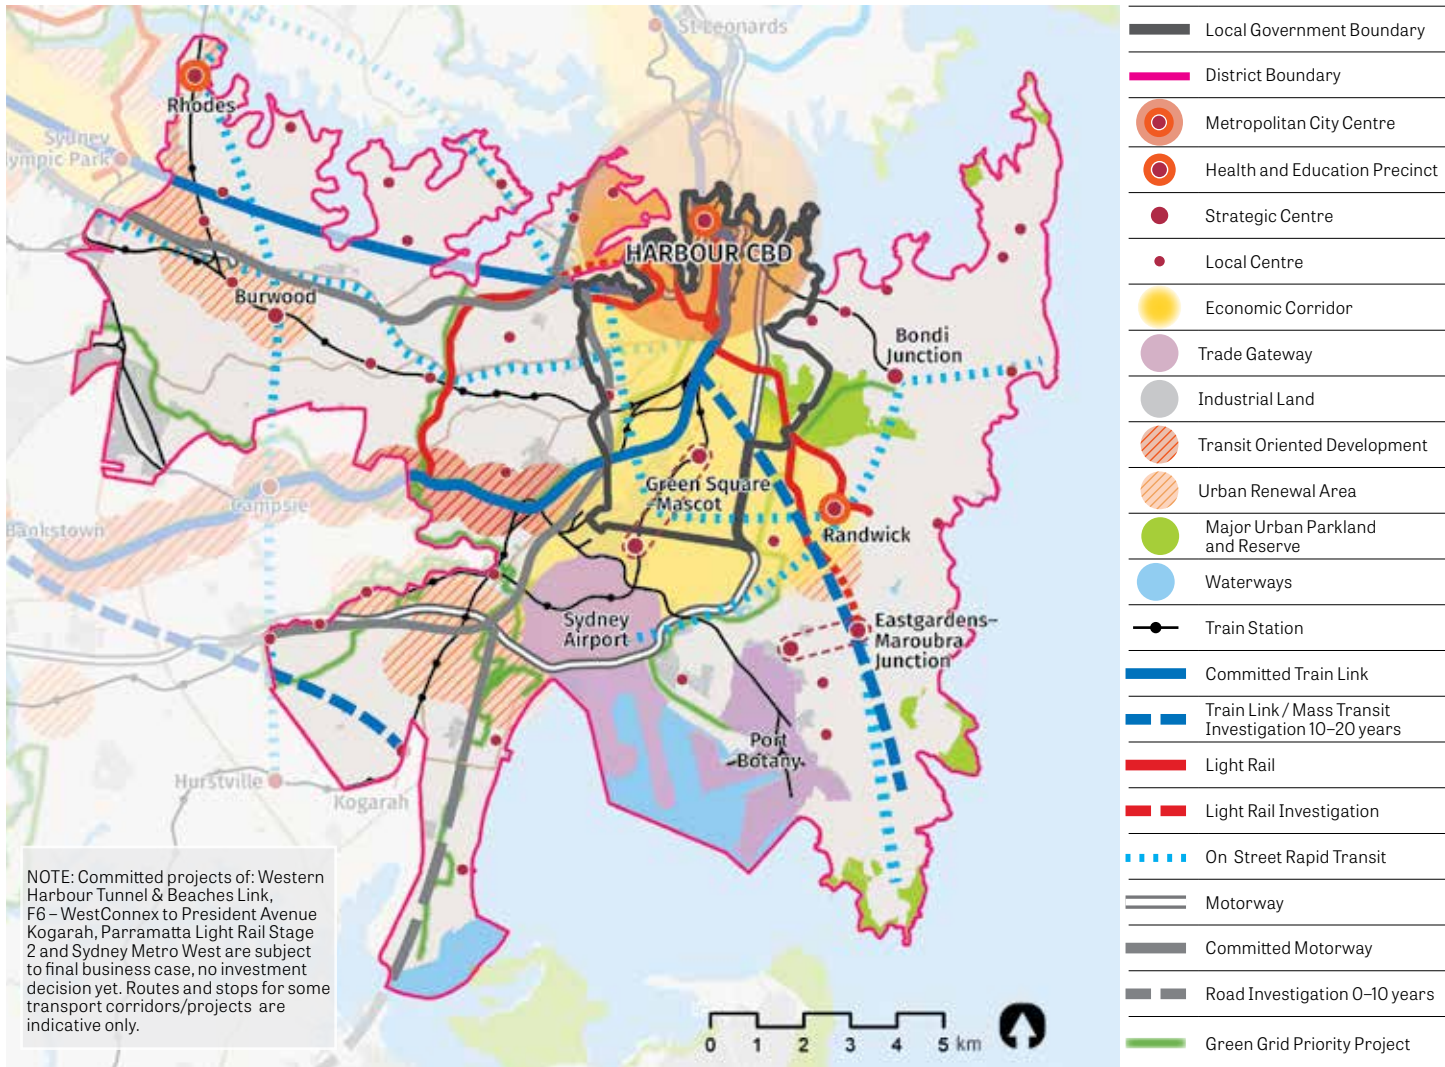 St Leonards
Rhodes
Sydney
ympic Park
HARBOUR CBD
Burwood
Bondi
Junction
Campsie
Green Square
-Mascot
Bankstown
Randwick
Sydney
Airport
Eastgardens–
Maroubra
Junction
Port
Botany
Hurstville
Kogarah
NOTE: Committed projects of: Western
Harbour Tunnel & Beaches Link,
F6 – WestConnex to President Avenue
Kogarah, Parramatta Light Rail Stage
2 and Sydney Metro West are subject
to final business case, no investment
decision yet. Routes and stops for some
transport corridors/projects are
indicative only.
0 1 2 3 4 5 km
Local Government Boundary
District Boundary
Metropolitan City Centre
Health and Education Precinct
Strategic Centre
Local Centre
Economic Corridor
Trade Gateway
Industrial Land
Transit Oriented Development
Urban Renewal Area
Major Urban Parkland
and Reserve
Waterways
Train Station
Committed Train Link
Train Link / Mass Transit
Investigation 10–20 years
Light Rail
Light Rail Investigation
On Street Rapid Transit
Motorway
Committed Motorway
Road Investigation 0–10 years
Green Grid Priority Project